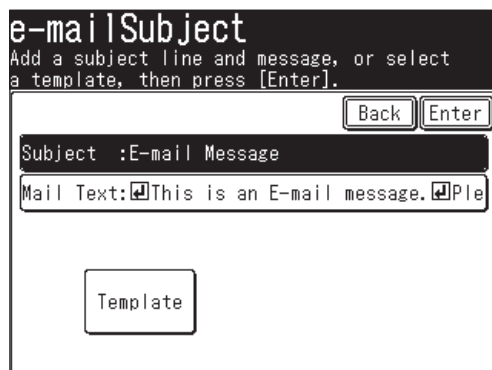 e-mailSubject
Add a subject line and message, or select
a template, then press [Enter].
Back Enter
Subject :E-mail Message
Mail Text:↵This is an E-mail message.↵Ple
Template